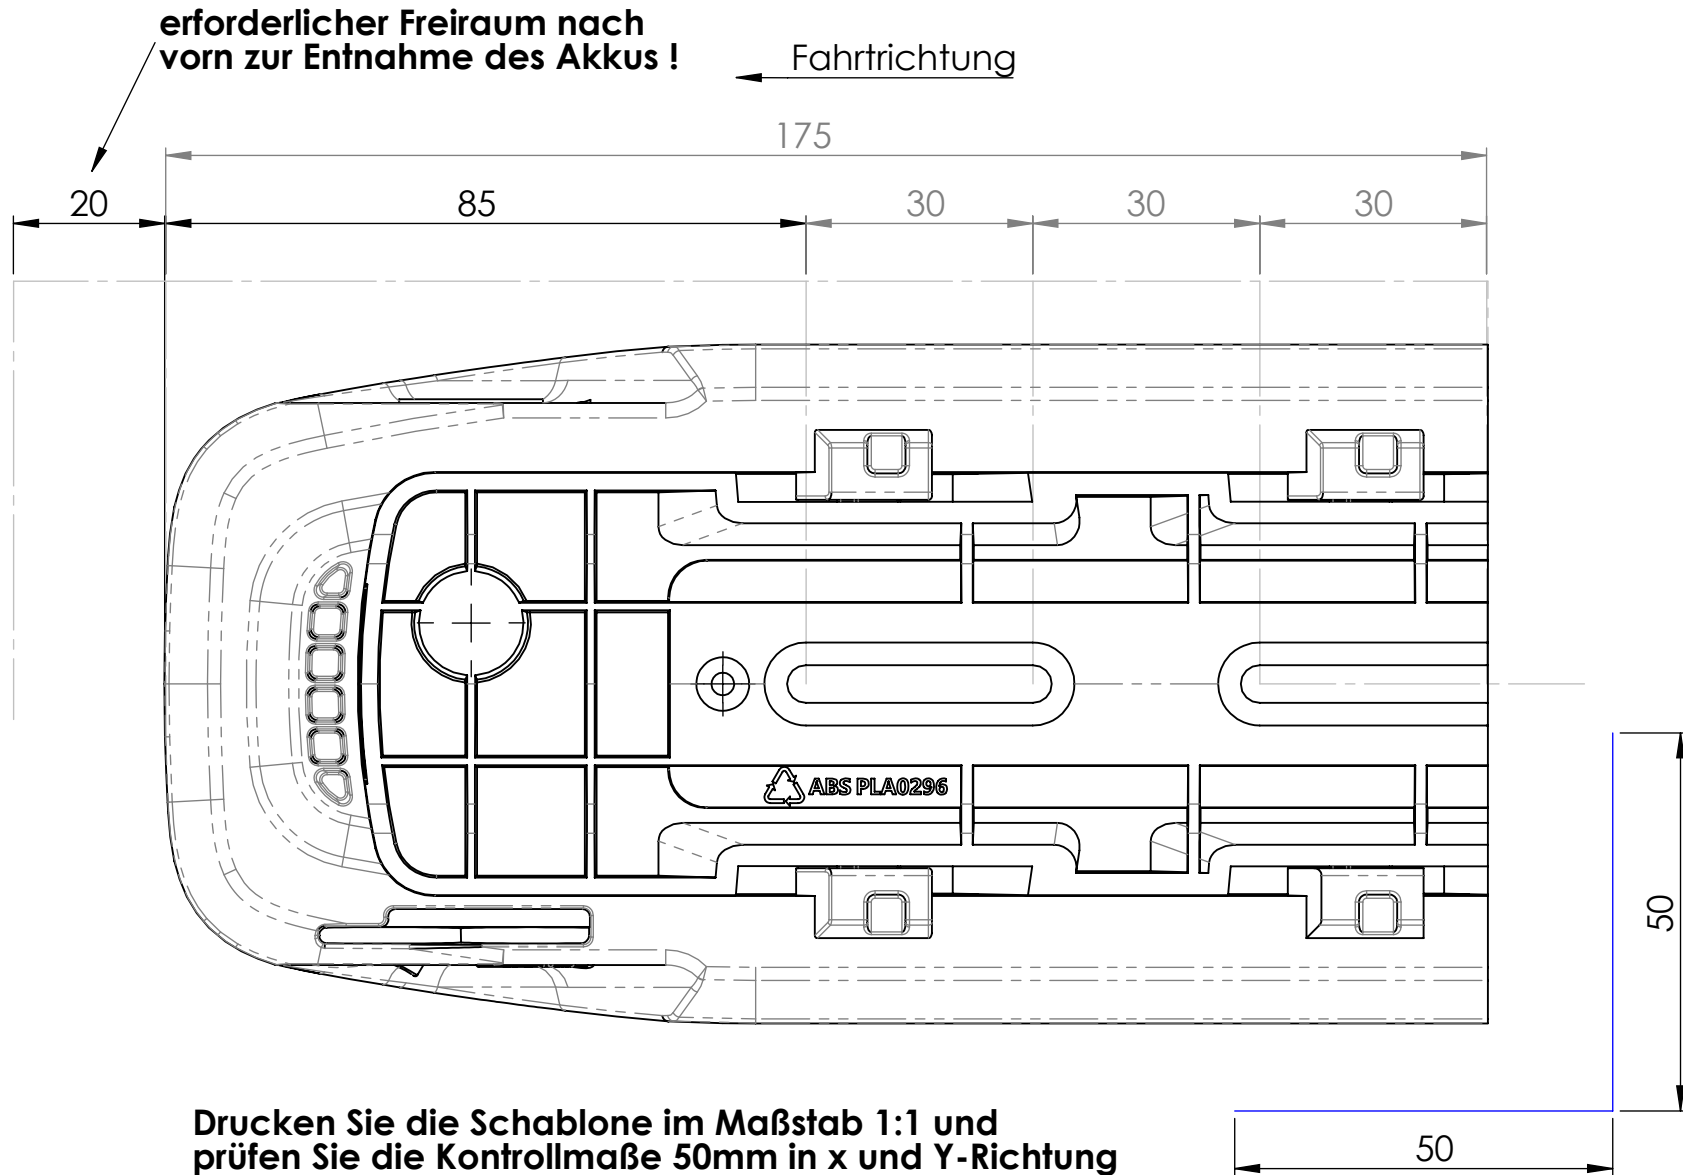 erforderlicher Freiraum nach
vorn zur Entnahme des Akkus !
Fahrtrichtung
175
20
85
30
30
30
ABS PLA0296
50
Drucken Sie die Schablone im Maßstab 1:1 und
prüfen Sie die Kontrollmaße 50mm in x und Y-Richtung
50